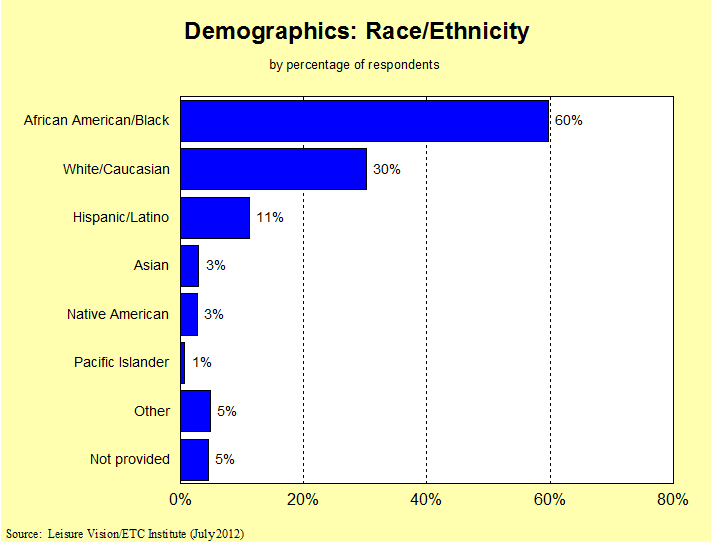 Demographics: Race/Ethnicity
by percentage of respondents
African American/Black 60%
White/Caucasian 30%
Hispanic/Latino 11%
Asian 3%
Native American 3%
Pacific Islander 1%
Other 5%
Not provided 5%
0% 20% 40% 60% 80%
Source: Leisure Vision/ETC Institute (July 2012)